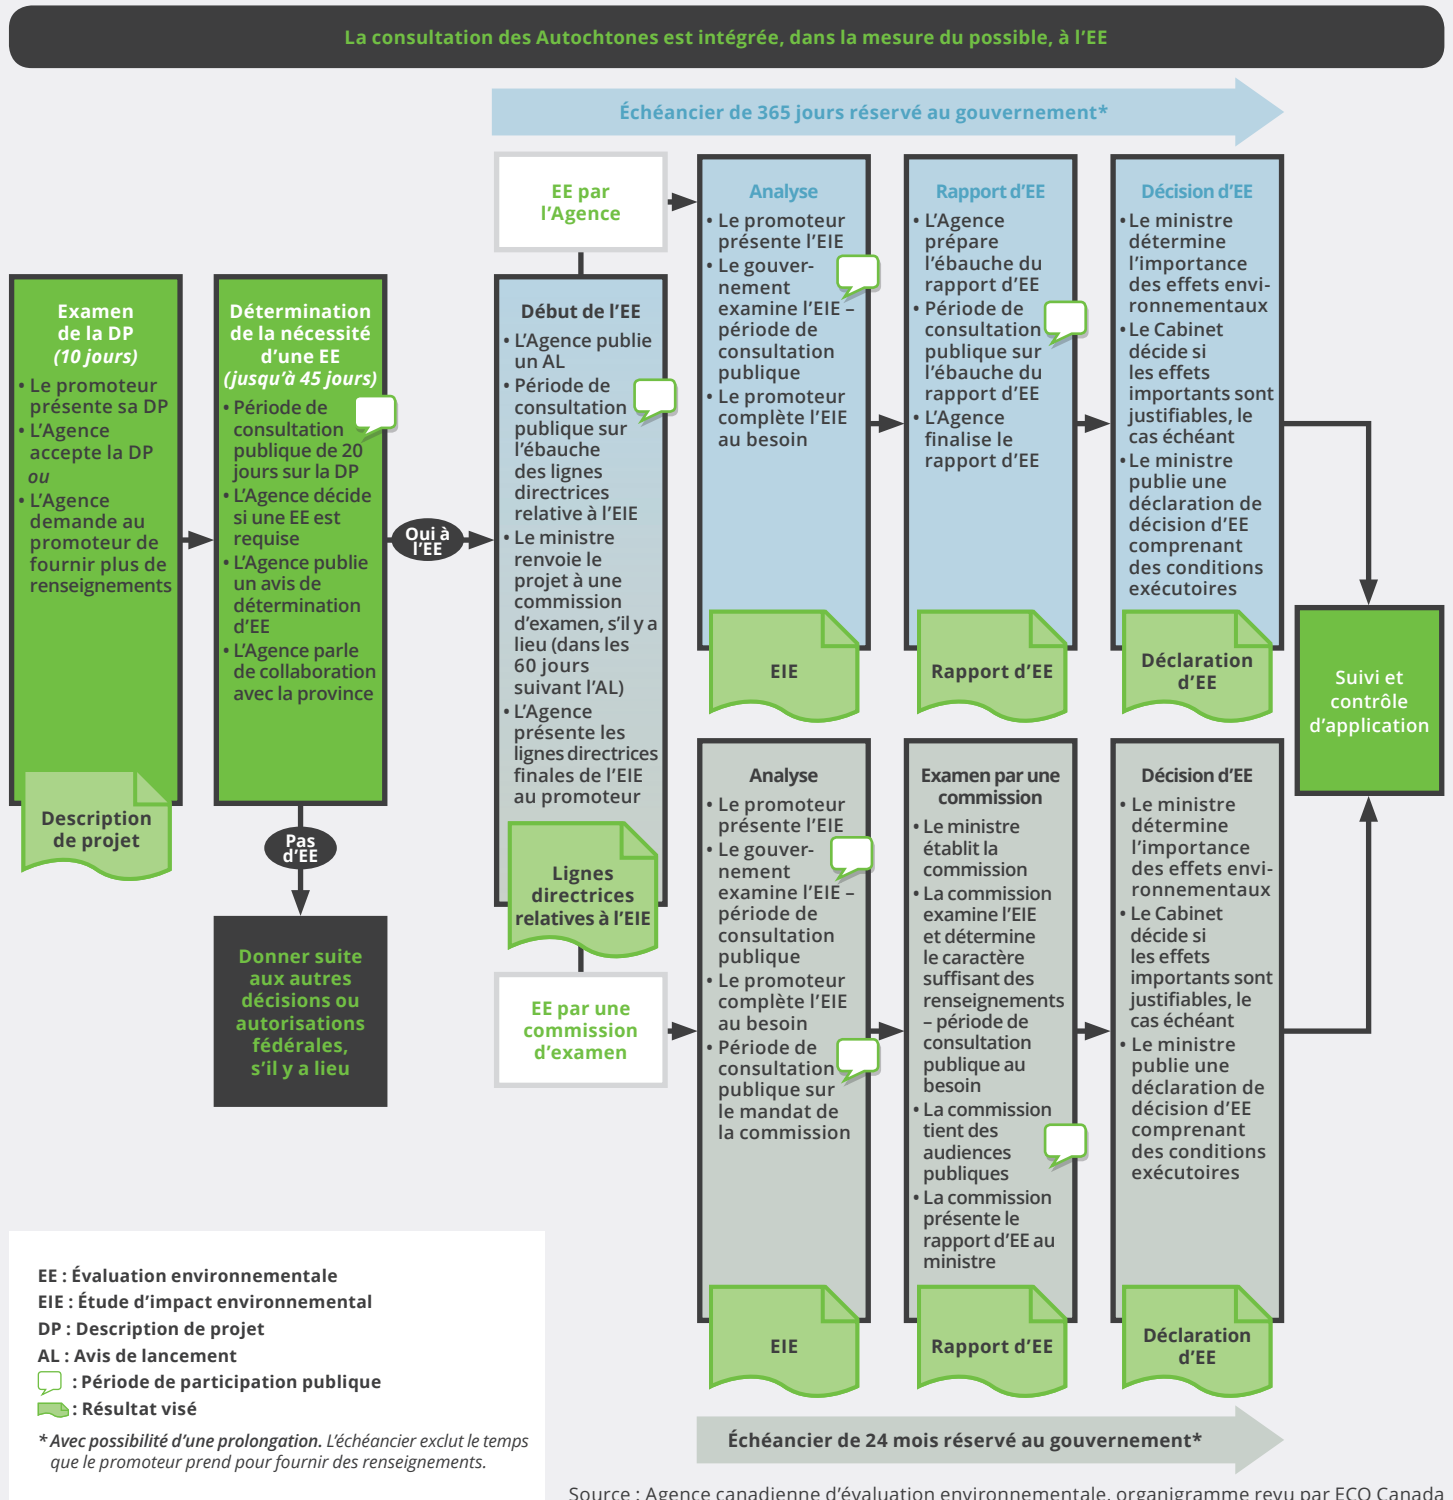 La consultation des Autochtones est intégrée, dans la mesure du possible, à l’EE
Échéancier de 365 jours réservé au gouvernement*
Examen
de la DP
(10 jours)
• Le promoteur
présente sa DP
• L’Agence
accepte la DP
ou
• L’Agence
demande au
promoteur de
fournir plus de
renseignements
Description
de projet
Détermination
de la nécessité
d’une EE
(jusqu’à 45 jours)
• Période de
consultation
publique de 20
jours sur la DP
• L’Agence décide
si une EE est
requise
• L’Agence publie
un avis de
détermination
d’EE
• L’Agence parle
de collaboration
avec la province
Pas
d’EE
Donner suite
aux autres
décisions ou
autorisations
fédérales,
s’il y a lieu
Oui à
l’EE
EE par
l’Agence
Début de l’EE
• L’Agence publie
un AL
• Période de
consultation
publique sur
l’ébauche
des lignes
directrices
relative à l’EIE
• Le ministre
renvoie le
projet à une
commission
d’examen, s’il y a
lieu (dans les
60 jours
suivant l’AL)
• L’Agence
présente les
lignes directrices
finales de l’EIE
au promoteur
Lignes
directrices
relatives à l’EIE
EE par une
commission
d’examen
Analyse
• Le promoteur
présente l’EIE
• Le gouver-
nement
examine l’EIE –
période de
consultation
publique
• Le promoteur
complète l’EIE
au besoin
EIE
Rapport d’EE
• L’Agence
prépare
l’ébauche du
rapport d’EE
• Période de
consultation
publique sur
l’ébauche du
rapport d’EE
• L’Agence
finalise le
rapport d’EE
Rapport d’EE
Décision d’EE
• Le ministre
détermine
l’importance
des effets envi-
ronnementaux
• Le Cabinet
décide si
les effets
importants sont
justifiables, le
cas échéant
• Le ministre
publie une
déclaration de
décision d’EE
comprenant
des conditions
exécutoires
Déclaration
d’EE
Suivi et
contrôle
d’application
Analyse
• Le promoteur
présente l’EIE
• Le gouver-
nement
examine l’EIE –
période de
consultation
publique
• Le promoteur
complète l’EIE
au besoin
• Période de
consultation
publique sur
le mandat de
la commission
EIE
Examen par une
commission
• Le ministre
établit la
commission
• La commission
examine l’EIE
et détermine
le caractère
suffisant des
renseignements
– période de
consultation
publique au
besoin
• La commission
tient des
audiences
publiques
• La commission
présente le
rapport d’EE au
ministre
Rapport d’EE
Décision d’EE
• Le ministre
détermine
l’importance
des effets envi-
ronnementaux
• Le Cabinet
décide si
les effets
importants sont
justifiables, le
cas échéant
• Le ministre
publie une
déclaration de
décision d’EE
comprenant
des conditions
exécutoires
Déclaration
d’EE
Échéancier de 24 mois réservé au gouvernement*
EE : Évaluation environnementale
EIE : Étude d’impact environnemental
DP : Description de projet
AL : Avis de lancement
: Période de participation publique
: Résultat visé
* Avec possibilité d’une prolongation. L’échéancier exclut le temps
que le promoteur prend pour fournir des renseignements.
Source : Agence canadienne d’évaluation environnementale, organigramme revu par ECO Canada